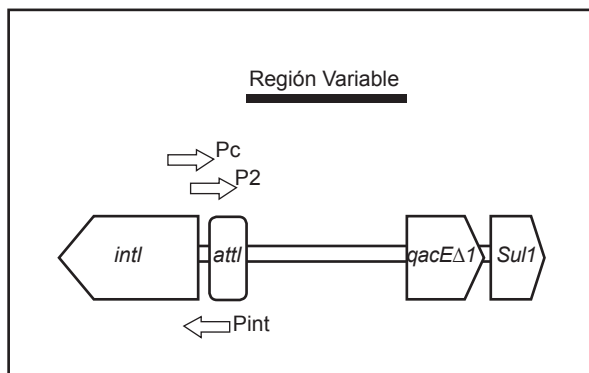 Región Variable
Pc
P2
intI attI qacEΔ1 Sul1
Pint